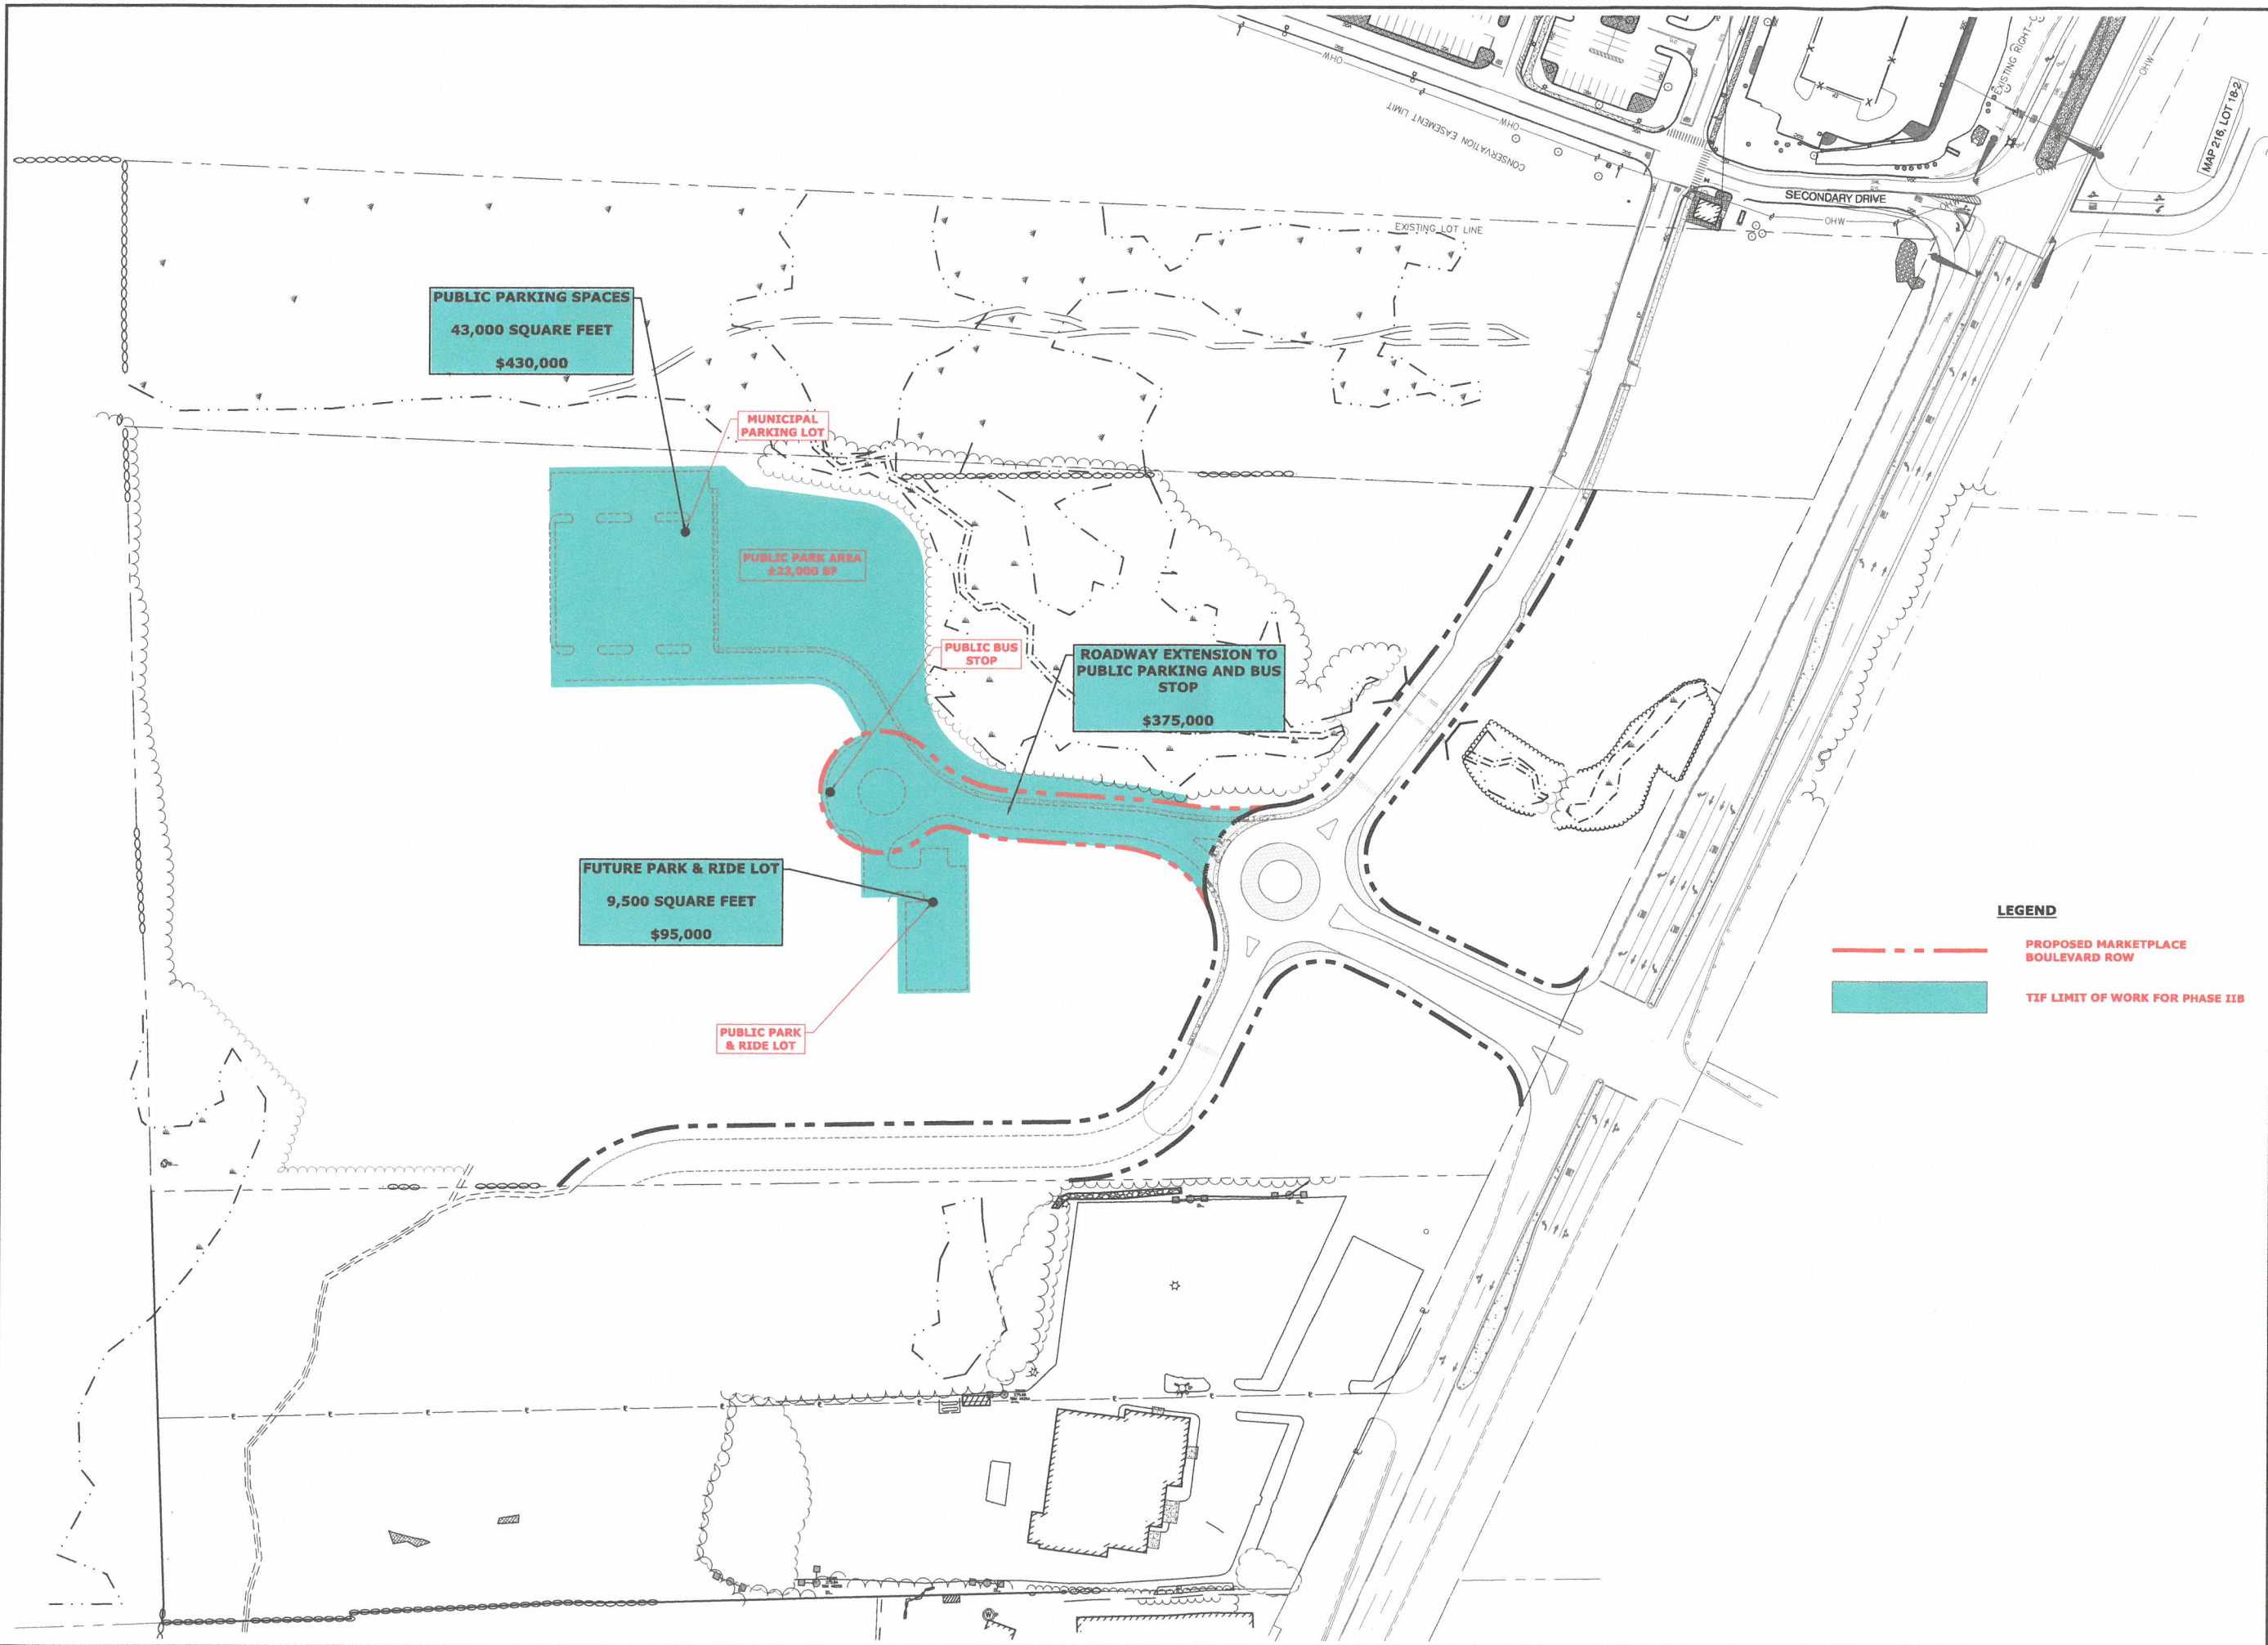 OHW
OHW
CONSERVATION EASEMENT LIMIT
EXISTING RIGHT-O
OHW
MAP 216, LOT 18-2
SECONDARY DRIVE
OHW
EXISTING LOT LINE
PUBLIC PARKING SPACES
43,000 SQUARE FEET
$430,000
MUNICIPAL
PARKING LOT
PUBLIC PARK AREA
±23,000 SF
PUBLIC BUS
STOP
ROADWAY EXTENSION TO
PUBLIC PARKING AND BUS
STOP
$375,000
FUTURE PARK & RIDE LOT
9,500 SQUARE FEET
$95,000
PUBLIC PARK
& RIDE LOT
LEGEND
PROPOSED MARKETPLACE
BOULEVARD ROW
TIF LIMIT OF WORK FOR PHASE IIB
W